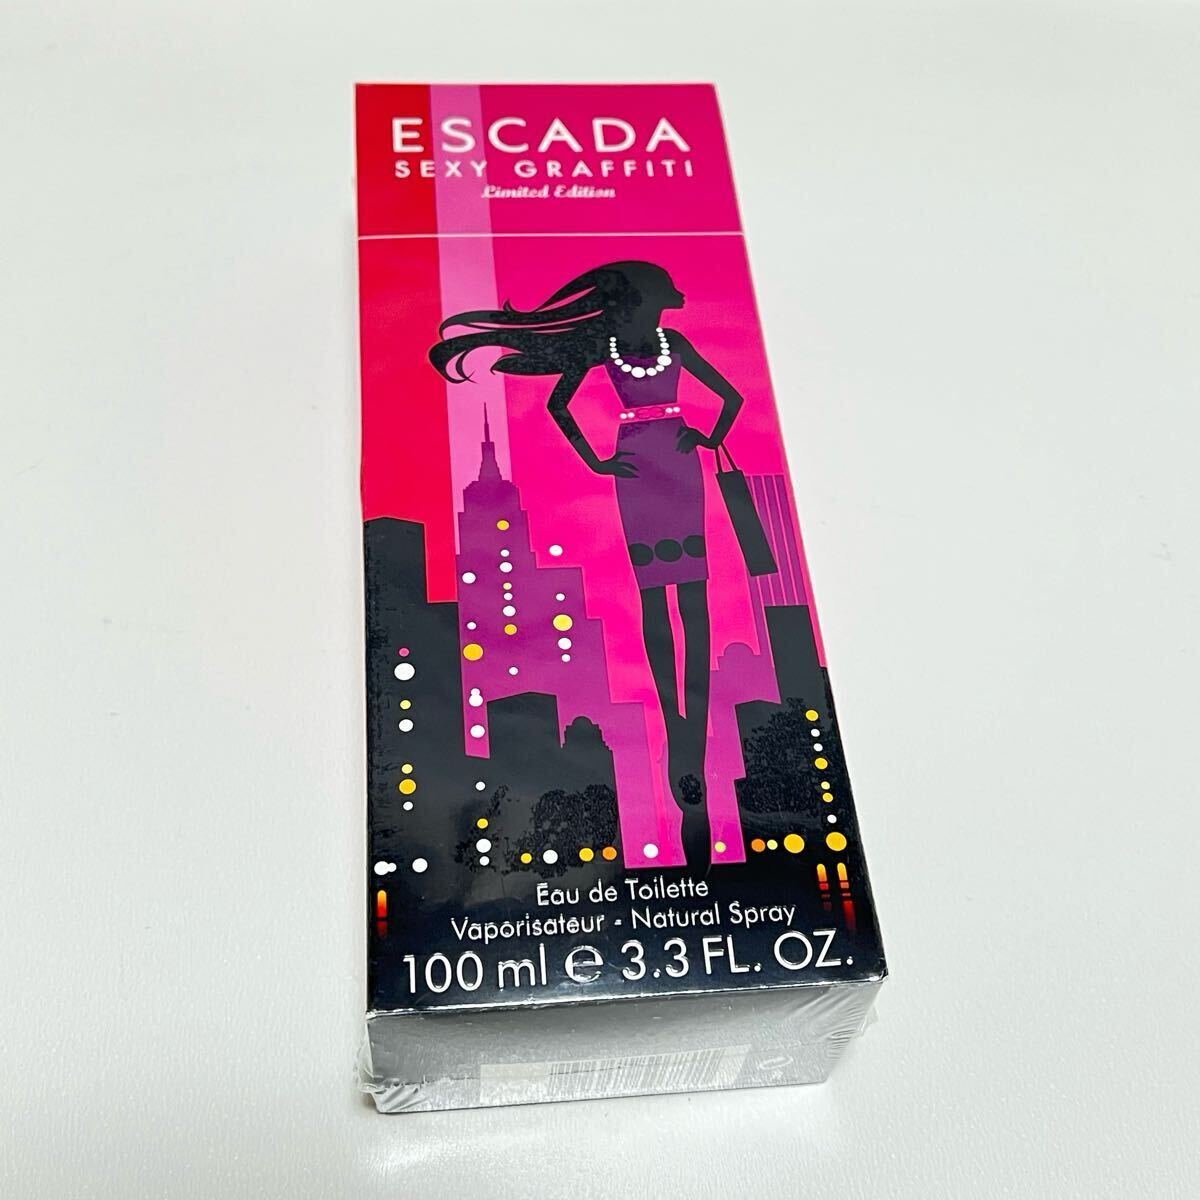 ESCADA
SEXY GRAFFITI
Limited Edition
Eau de Toilette
Vaporisateur - Natural Spray
100 ml e 3.3 FL. OZ.